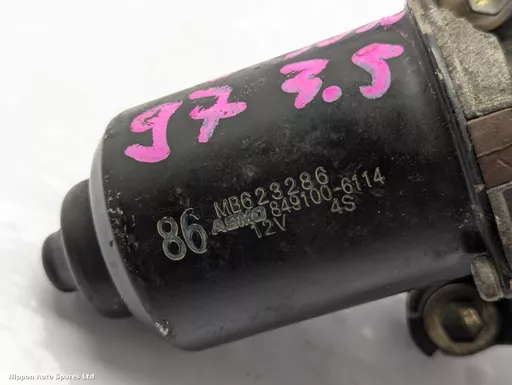 97 3.5
MB623286
86 ASMO 849100-6114
12V 4S
Nippon Auto Spares Ltd